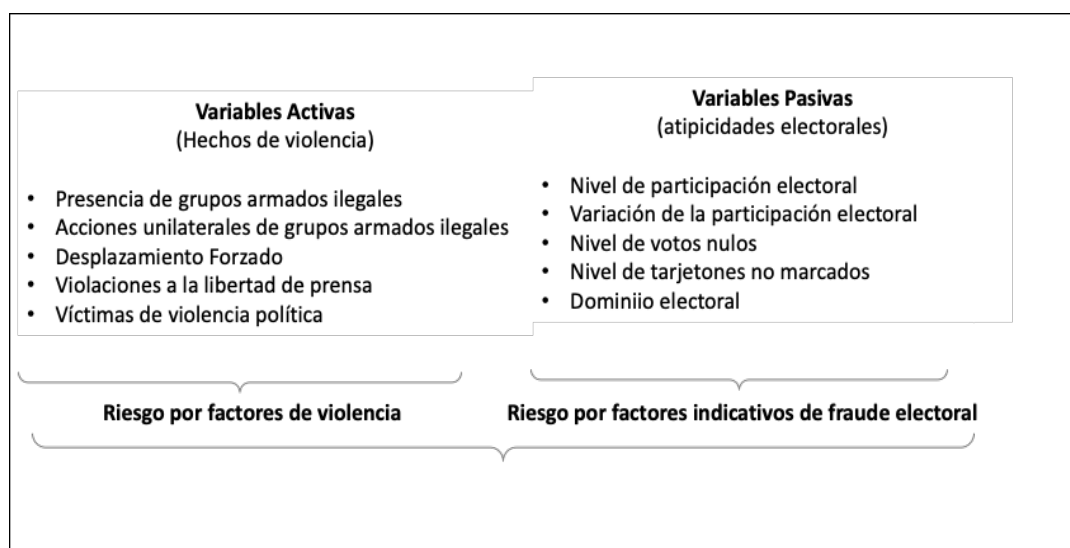 Variables Activas
(Hechos de violencia)
• Presencia de grupos armados ilegales
• Acciones unilaterales de grupos armados ilegales
• Desplazamiento Forzado
• Violaciones a la libertad de prensa
• Víctimas de violencia política
Variables Pasivas
(atipicidades electorales)
• Nivel de participación electoral
• Variación de la participación electoral
• Nivel de votos nulos
• Nivel de tarjetones no marcados
• Dominiio electoral
Riesgo por factores de violencia
Riesgo por factores indicativos de fraude electoral